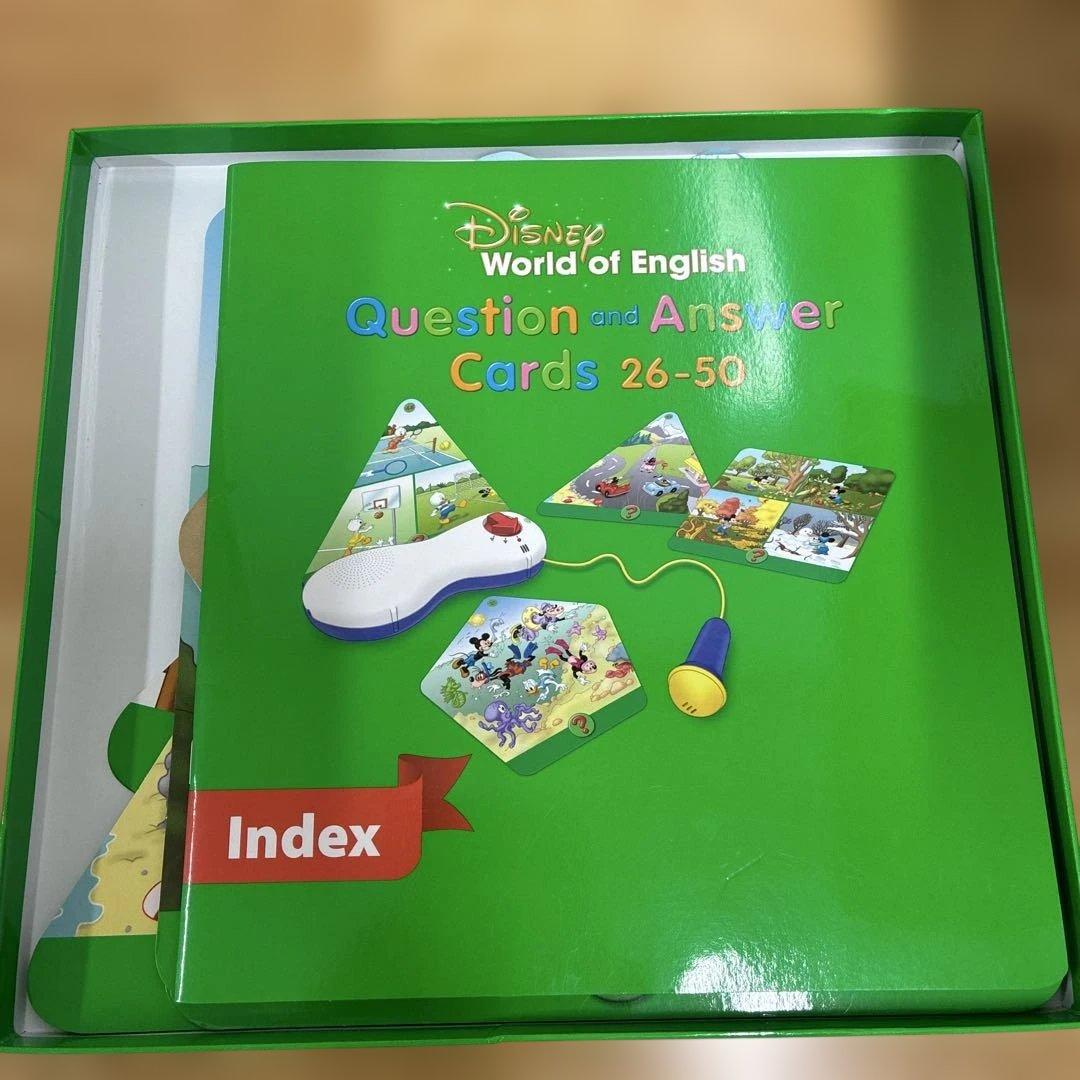 Disney
World of English
Question and Answer
Cards 26-50
?
?
?
Index